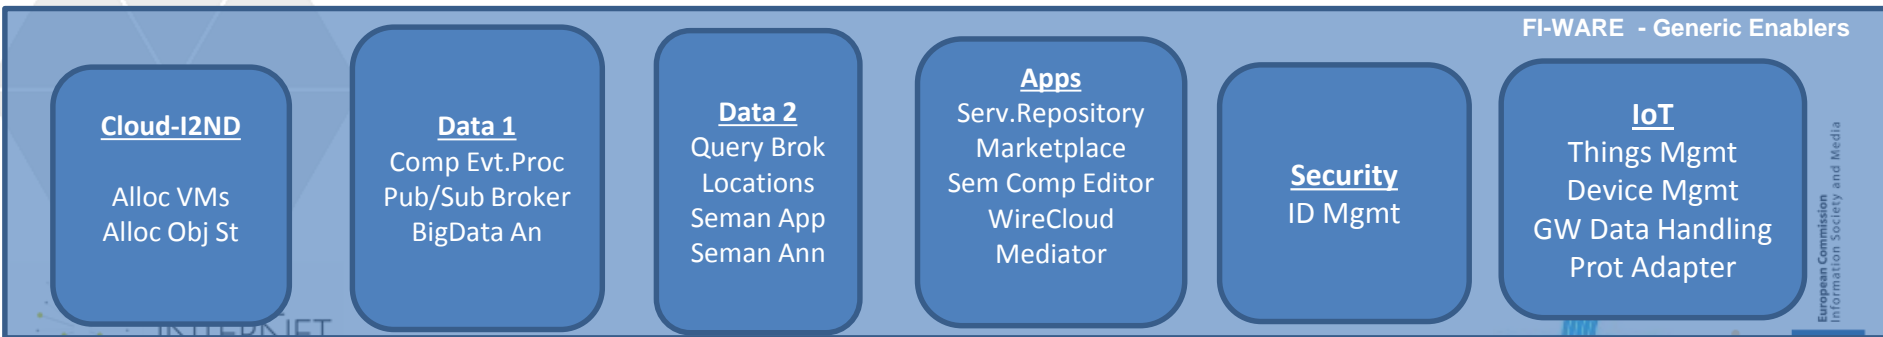 FI-WARE - Generic Enablers
Cloud-I2ND
Alloc VMs
Alloc Obj St
Data 1
Comp Evt.Proc
Pub/Sub Broker
BigData An
Data 2
Query Brok
Locations
Seman App
Seman Ann
Apps
Serv.Repository
Marketplace
Sem Comp Editor
WireCloud
Mediator
Security
ID Mgmt
IoT
Things Mgmt
Device Mgmt
GW Data Handling
Prot Adapter
European Commission
Information Society and Media